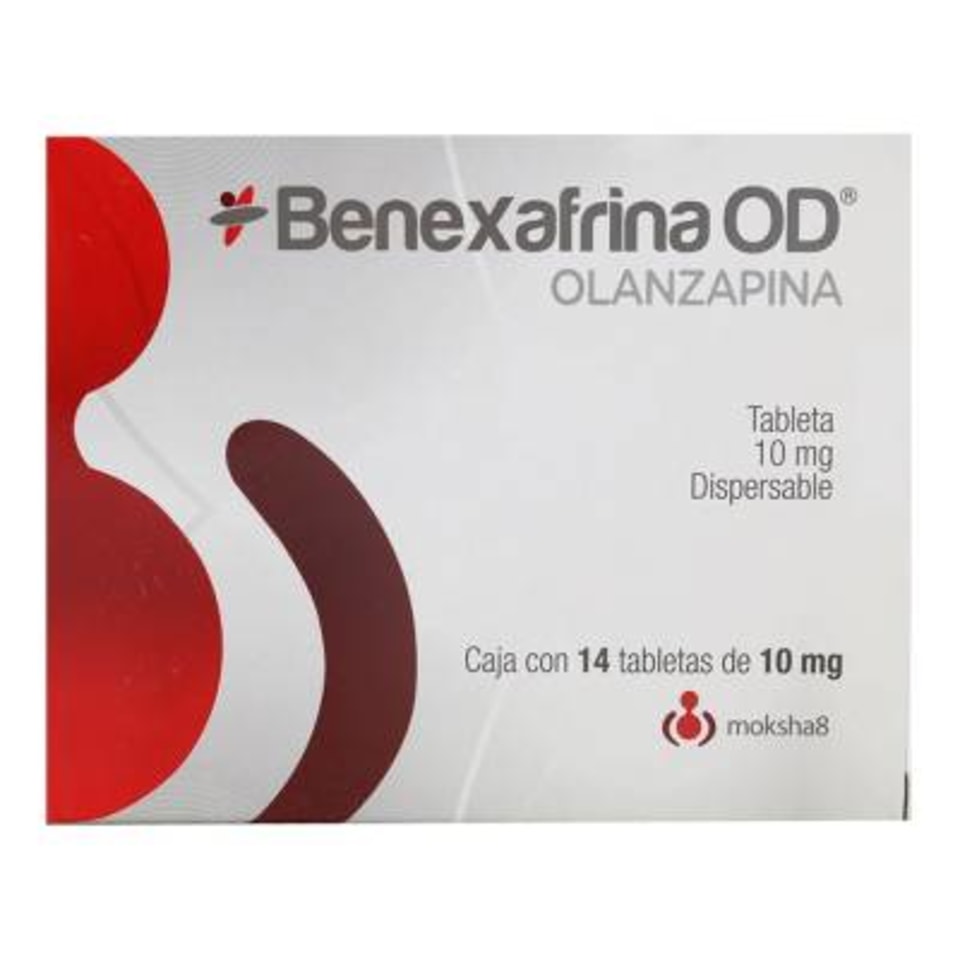 Benexafrina OD®
OLANZAPINA
Tableta
10 mg
Dispersable
Caja con 14 tabletas de 10 mg
moksha8